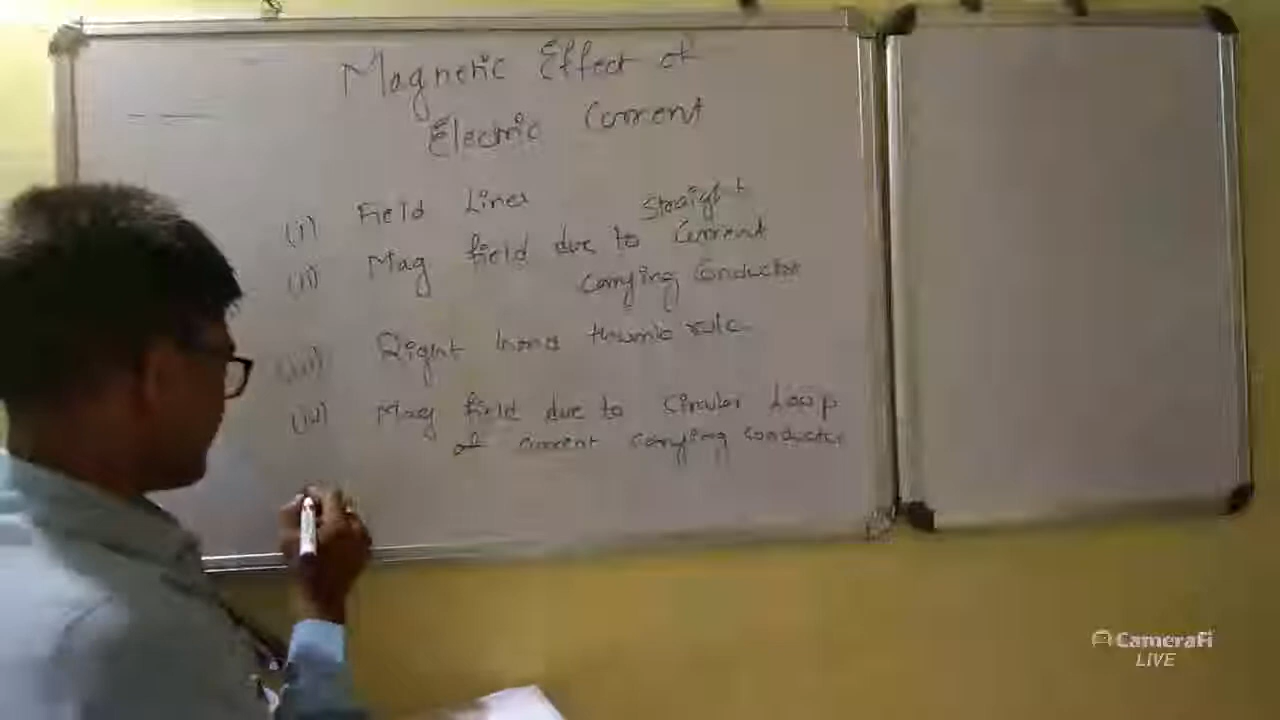 Magnetic Effect of
Electric Current
(i) Field Lines
(ii) Mag field due to Straight Current
Carrying Conductor
(iii) Right hand thumb rule
(iv) Mag field due to Circular Loop
of current carrying conductor
CameraFi
LIVE